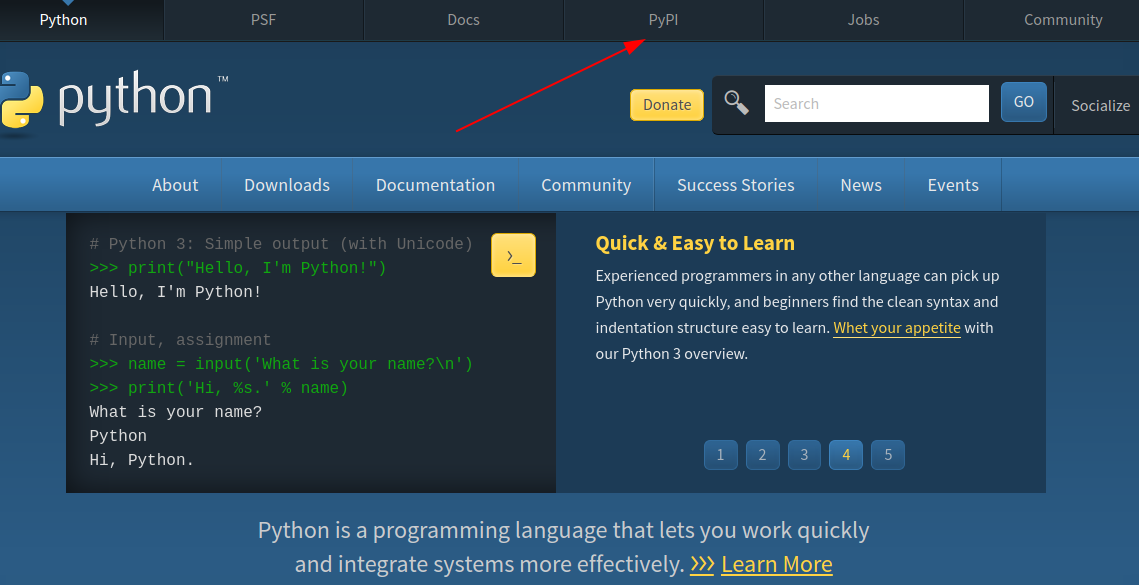 Python PSF Docs PyPI Jobs Community
python™
Donate Search GO Socialize
About Downloads Documentation Community Success Stories News Events
# Python 3: Simple output (with Unicode)
>>> print("Hello, I'm Python!")
Hello, I'm Python!
# Input, assignment
>>> name = input('What is your name?\n')
>>> print('Hi, %s.' % name)
What is your name?
Python
Hi, Python.
>_
Quick & Easy to Learn
Experienced programmers in any other language can pick up
Python very quickly, and beginners find the clean syntax and
indentation structure easy to learn. Whet your appetite with
our Python 3 overview.
1 2 3 4 5
Python is a programming language that lets you work quickly
and integrate systems more effectively. >>> Learn More